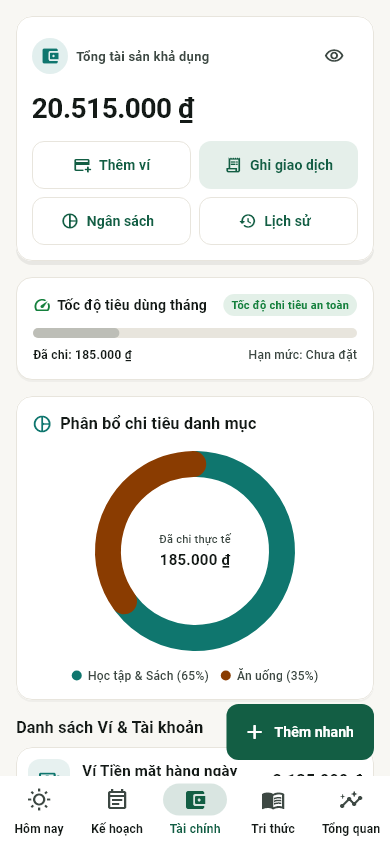 Tổng tài sản khả dụng
20.515.000 ₫
Thêm ví
Ghi giao dịch
Ngân sách
Lịch sử
Tốc độ tiêu dùng tháng
Tốc độ chi tiêu an toàn
Đã chi: 185.000 ₫
Hạn mức: Chưa đặt
Phân bổ chi tiêu danh mục
Đã chi thực tế
185.000 ₫
Học tập & Sách (65%)
Ăn uống (35%)
Danh sách Ví & Tài khoản
Thêm nhanh
Ví Tiền mặt hàng ngày
Hôm nay
Kế hoạch
Tài chính
Tri thức
Tổng quan